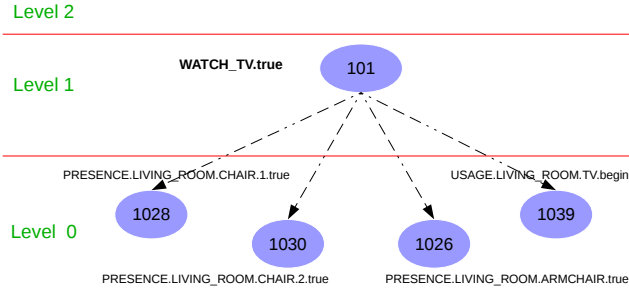 Level 2
WATCH_TV.true
101
Level 1
PRESENCE.LIVING_ROOM.CHAIR.1.true
USAGE.LIVING_ROOM.TV.begin
1028
1039
Level  0
1030
1026
PRESENCE.LIVING_ROOM.CHAIR.2.true
PRESENCE.LIVING_ROOM.ARMCHAIR.true